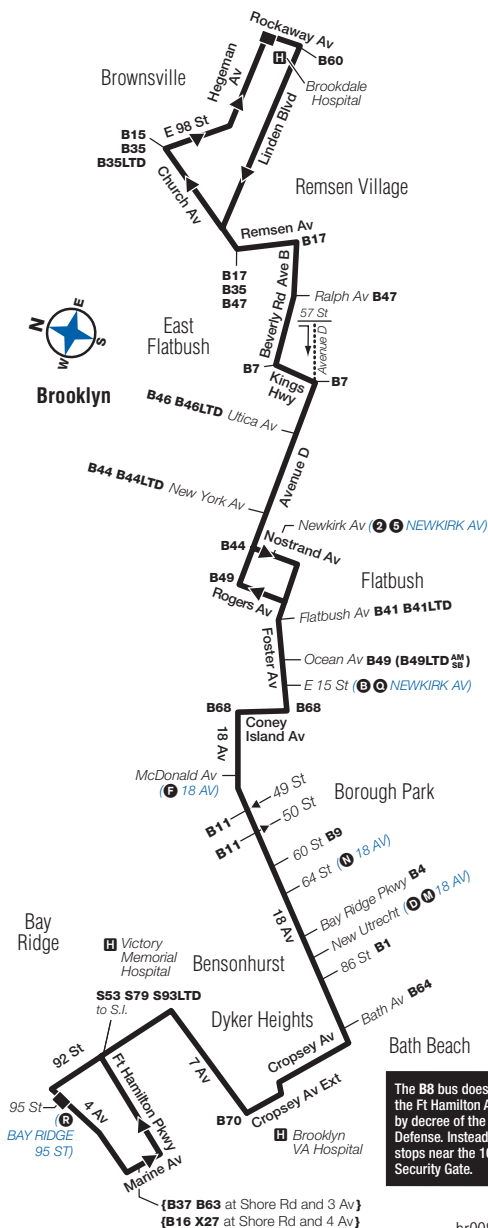 Rockaway Av
B60
H Brookdale
Hospital
Brownsville
Hegeman
Av
E 98 St
Linden Blvd
B15
B35
B35LTD
Church Av
Remsen Village
Remsen Av
B17
B17
B35
B47
Ave B
Beverly Rd
Ralph Av B47
57 St
Avenue D
East
Flatbush
N
E
S
W
Brooklyn
B7
Kings
Hwy
B7
B46 B46LTD Utica Av
Avenue D
B44 B44LTD New York Av
Newkirk Av (2 5 NEWKIRK AV)
B44
Nostrand Av
B49
Rogers Av
Flatbush
Flatbush Av B41 B41LTD
Foster Av
Ocean Av B49 (B49LTD AM SB)
E 15 St (B Q NEWKIRK AV)
B68
B68
Coney
Island Av
18 Av
McDonald Av
(F 18 AV)
49 St
B11
50 St
B11
Borough Park
60 St B9
64 St (N 18 AV)
18 Av
Bay Ridge Pkwy B4
New Utrecht (D M 18 AV)
86 St B1
Bay
Ridge
H Victory
Memorial
Hospital
Bensonhurst
S53 S79 S93LTD
to S.I.
Dyker Heights
Bath Av B64
Cropsey Av
Bath Beach
92 St
7 Av
Ft Hamilton Pkwy
Cropsey Av Ext
B70
95 St
(R
BAY RIDGE
95 ST)
4 Av
H Brooklyn
VA Hospital
Marine Av
{B37 B63 at Shore Rd and 3 Av}
{B16 X27 at Shore Rd and 4 Av}
The B8 bus does
the Ft Hamilton A
by decree of the
Defense. Instead
stops near the 10
Security Gate.